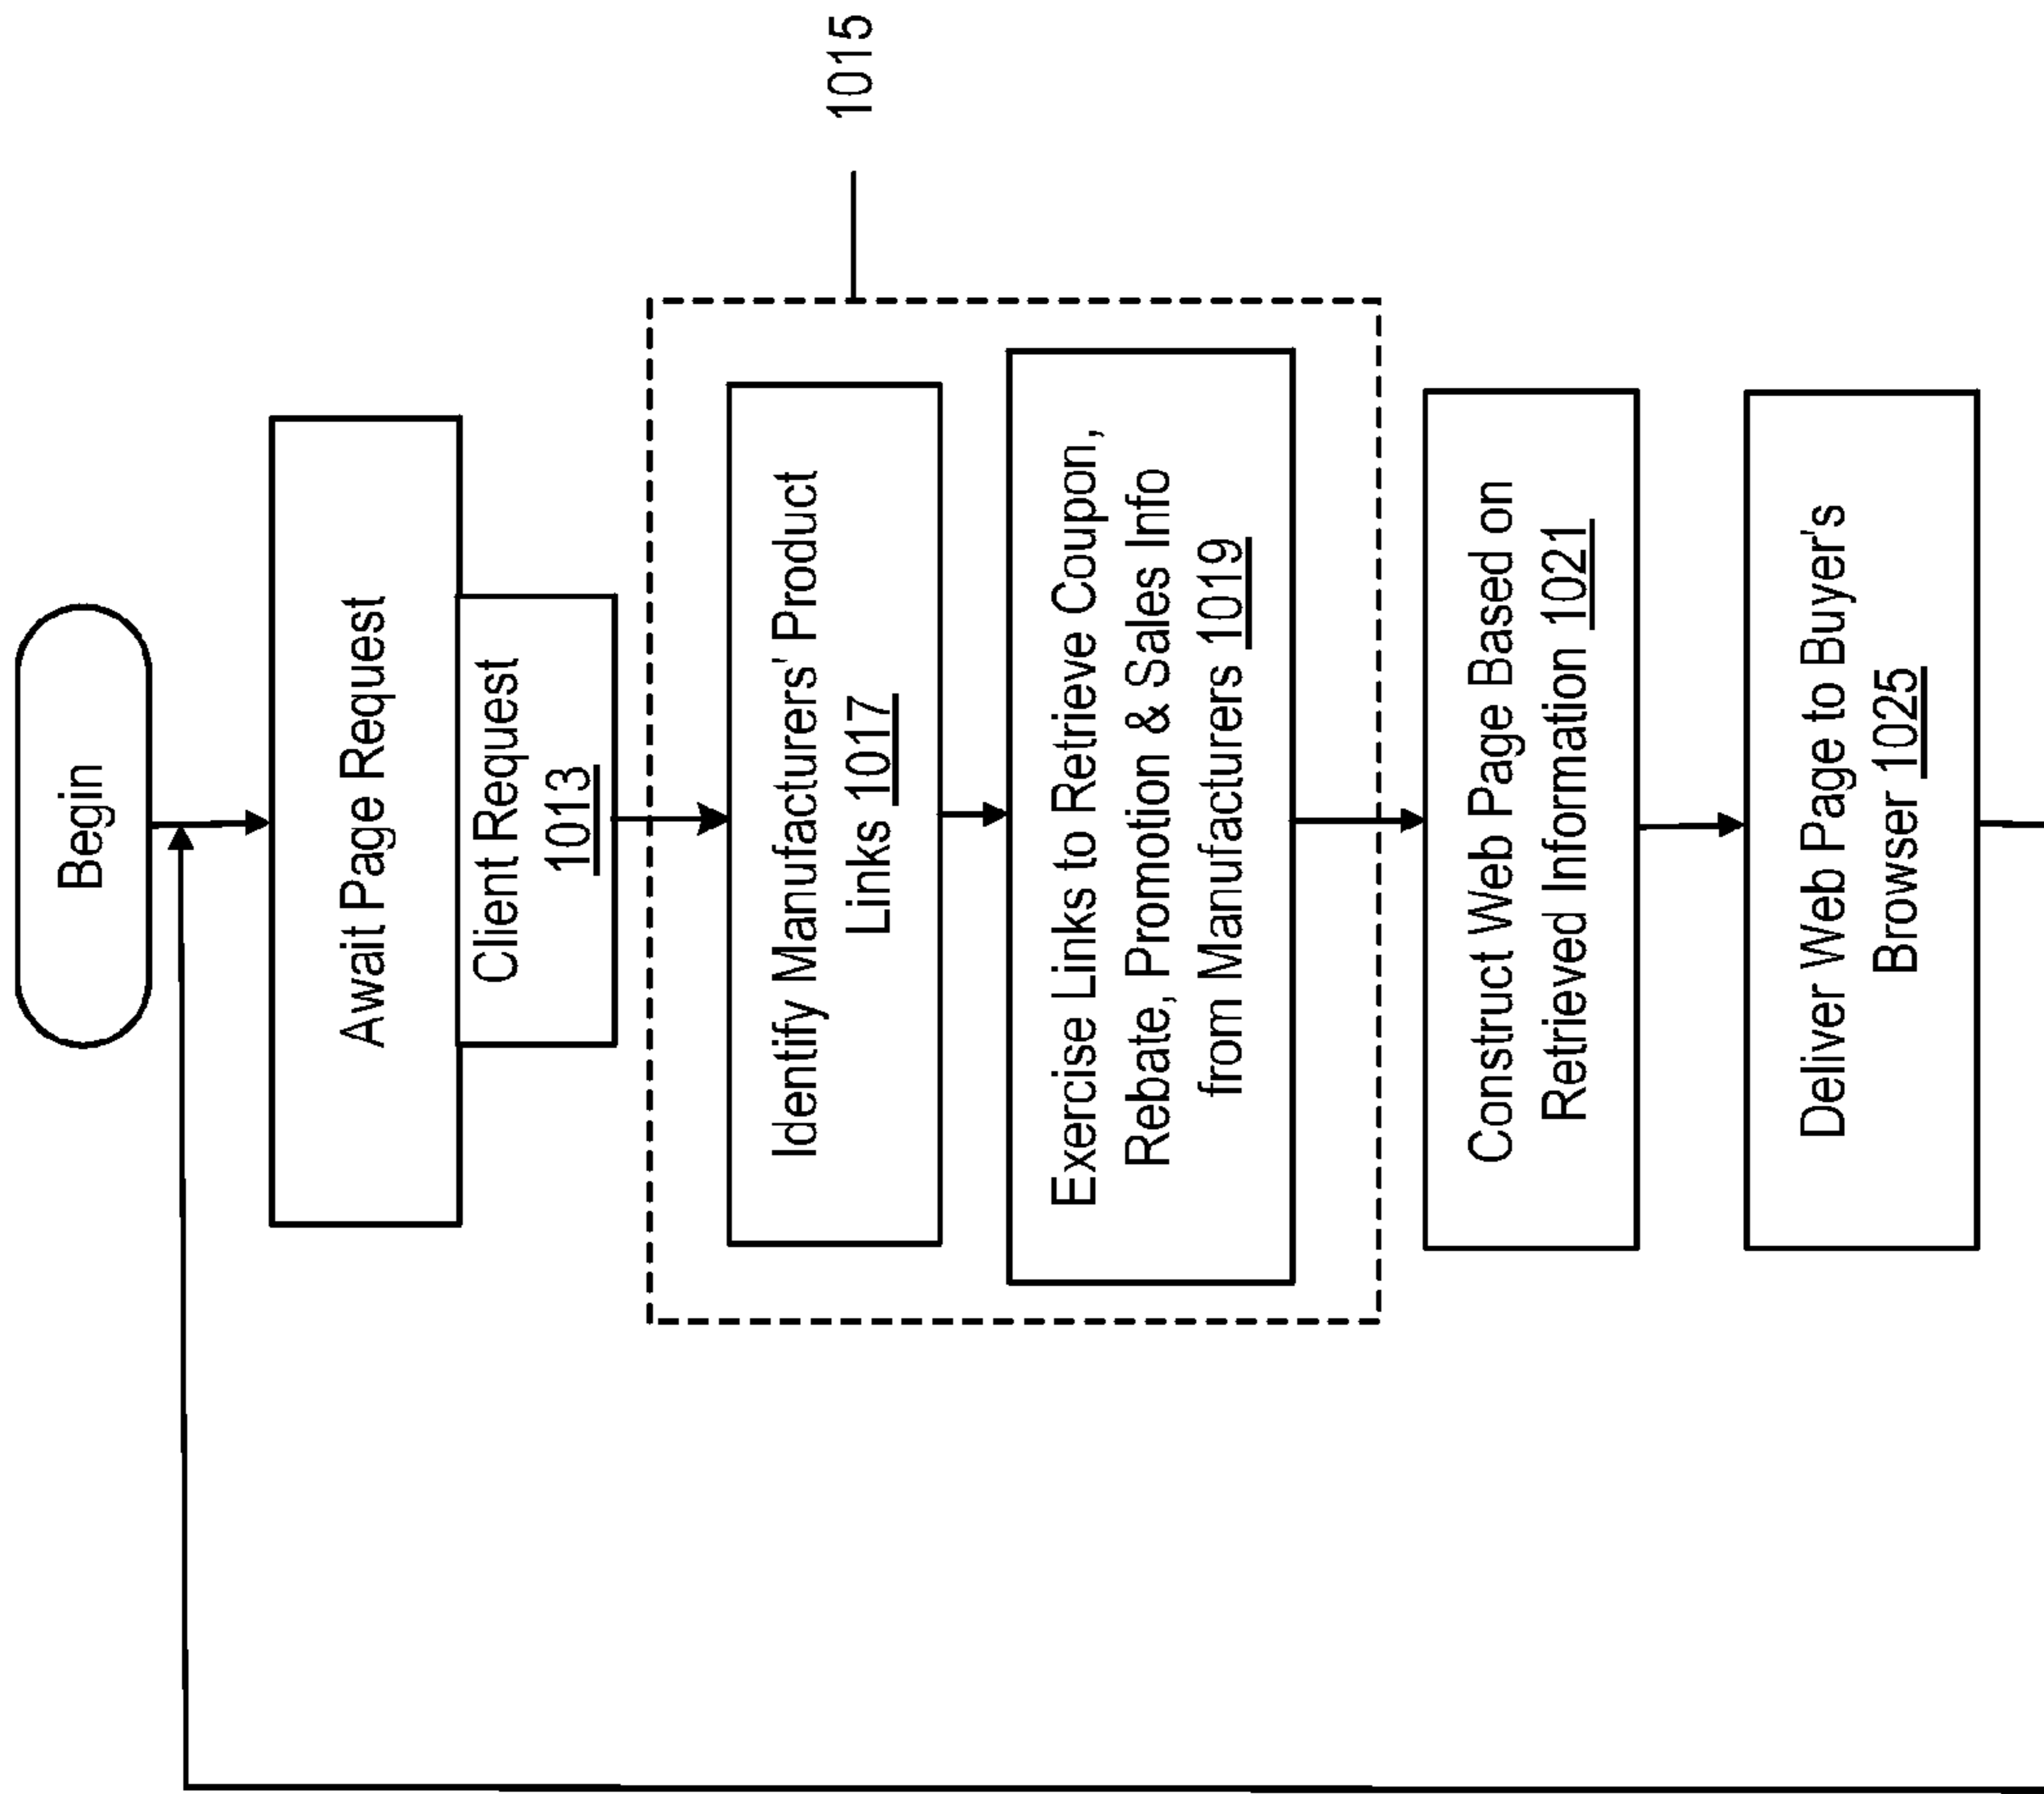 Begin
Await Page Request
Client Request
1013
1015
Identify Manufacturers' Product
Links 1017
Exercise Links to Retrieve Coupon,
Rebate, Promotion & Sales Info
from Manufacturers 1019
Construct Web Page Based on
Retrieved Information 1021
Deliver Web Page to Buyer's
Browser 1025